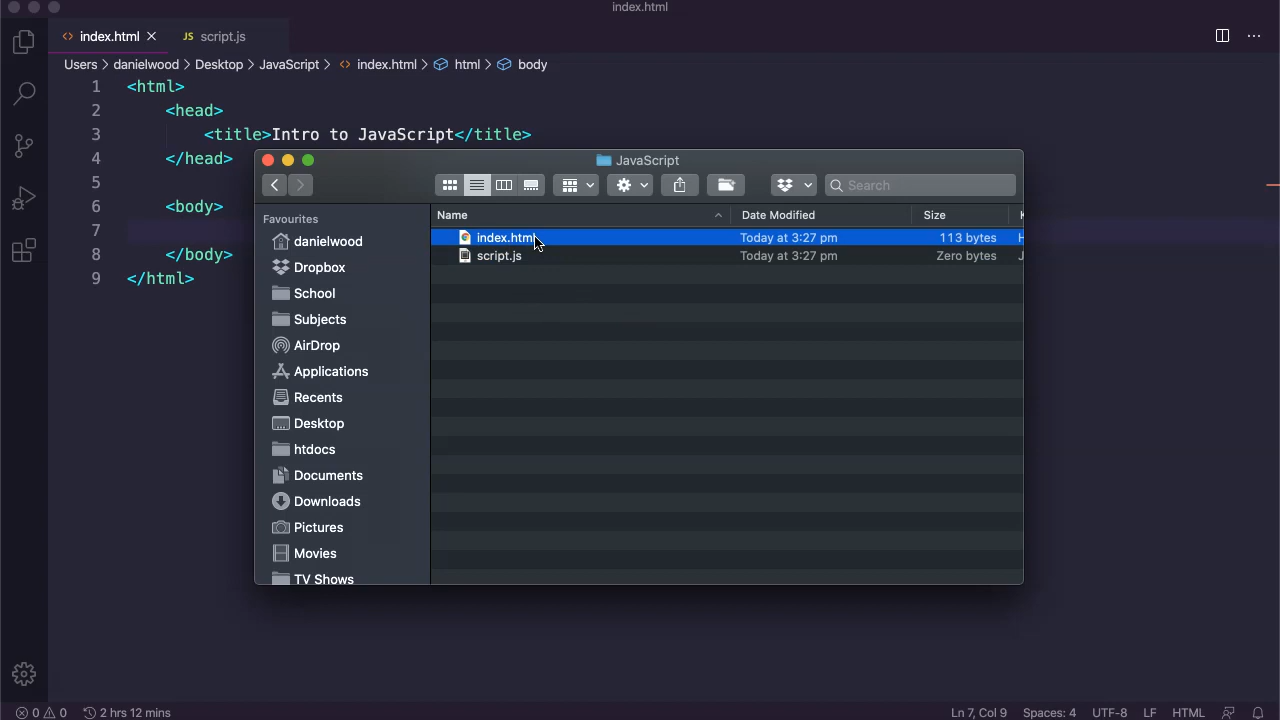 index.html
index.html
JS script.js
Users > danielwood > Desktop > JavaScript > index.html > html > body
1 <html>
2 <head>
3 <title>Intro to JavaScript</title>
4 </head>
5
6 <body>
7
8 </body>
9 </html>
JavaScript
Search
Favourites
danielwood
Dropbox
School
Subjects
AirDrop
Applications
Recents
Desktop
htdocs
Documents
Downloads
Pictures
Movies
TV Shows
Name Date Modified Size
index.html Today at 3:27 pm 113 bytes H
script.js Today at 3:27 pm Zero bytes J
0 0 2 hrs 12 mins Ln 7, Col 9 Spaces: 4 UTF-8 LF HTML